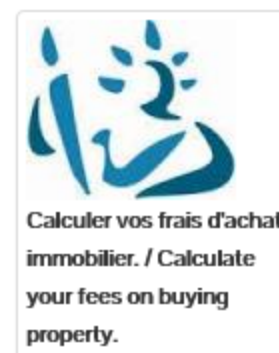 Calculer vos frais d'achat
immobilier. / Calculate
your fees on buying
property.